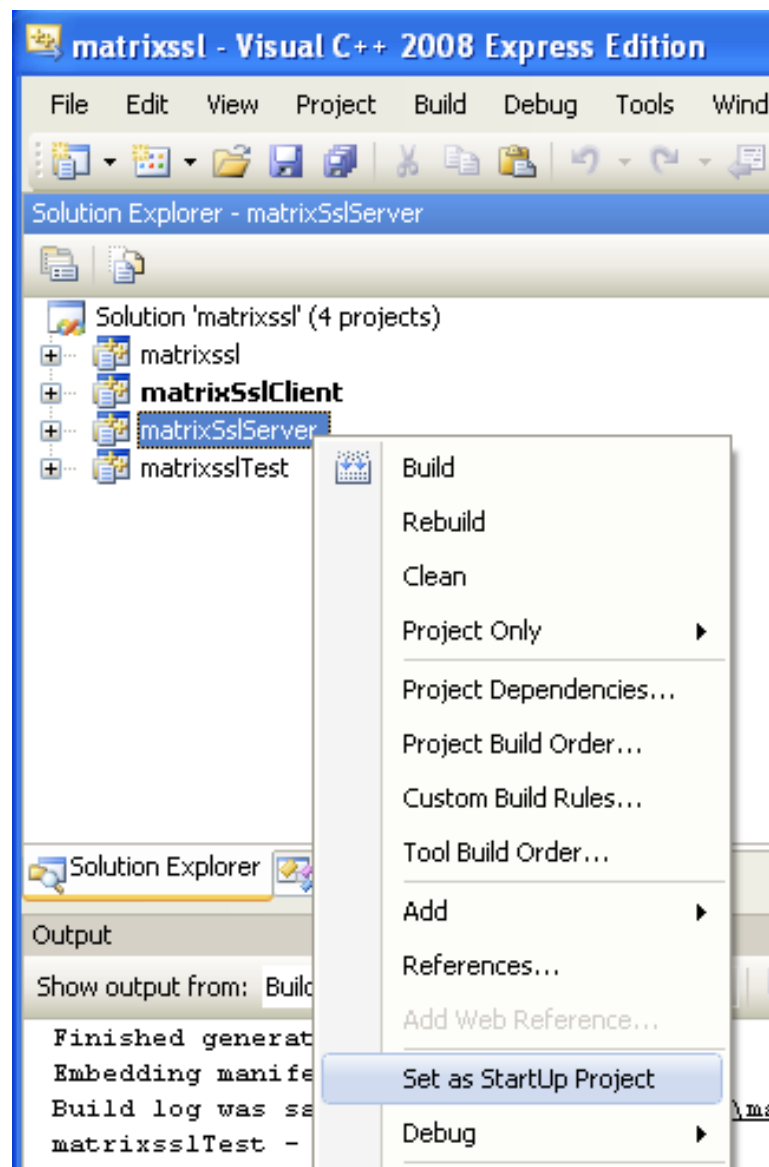 matrixssl - Visual C++ 2008 Express Edition
File Edit View Project Build Debug Tools Wind
Solution Explorer - matrixSslServer
Solution 'matrixssl' (4 projects)
matrixssl
matrixSslClient
matrixSslServer
matrixsslTest
Build
Rebuild
Clean
Project Only
Project Dependencies...
Project Build Order...
Custom Build Rules...
Tool Build Order...
Add
References...
Add Web Reference...
Set as StartUp Project
Debug
Solution Explorer
Output
Show output from: Build
Finished generat
Embedding manife
Build log was sa \ma
matrixsslTest -